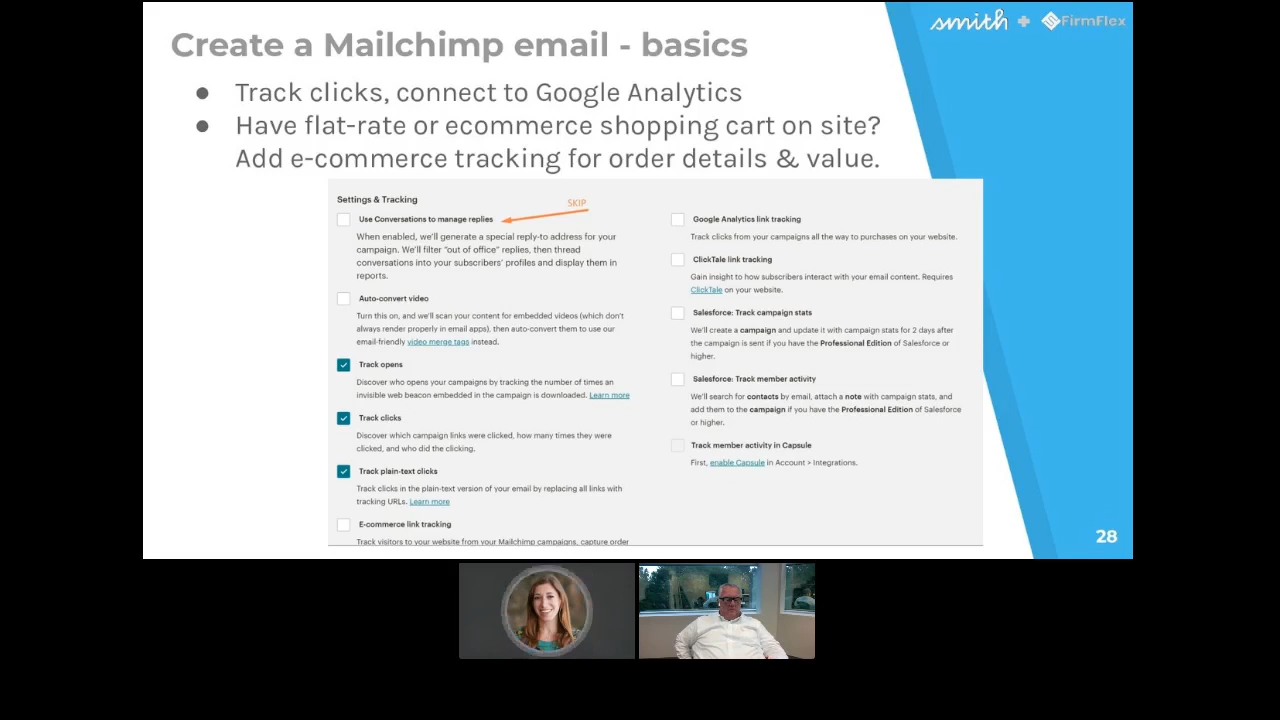 smith + FirmFlex
Create a Mailchimp email - basics
● Track clicks, connect to Google Analytics
● Have flat-rate or ecommerce shopping cart on site?
Add e-commerce tracking for order details & value.
Settings & Tracking
SKIP
Use Conversations to manage replies
When enabled, we'll generate a special reply-to address for your
campaign. We'll filter "out of office" replies, then thread
conversations into your subscribers' profiles and display them in
reports.
Auto-convert video
Turn this on, and we'll scan your content for embedded videos (which don't
always render properly in email apps), then auto-convert them to use our
email-friendly video merge tags instead.
Track opens
Discover who opens your campaigns by tracking the number of times an
invisible web beacon embedded in the campaign is downloaded. Learn more
Track clicks
Discover which campaign links were clicked, how many times they were
clicked, and who did the clicking.
Track plain-text clicks
Track clicks in the plain-text version of your email by replacing all links with
tracking URLs. Learn more
E-commerce link tracking
Track visitors to your website from your Mailchimp campaigns, capture order
Google Analytics link tracking
Track clicks from your campaigns all the way to purchases on your website.
ClickTale link tracking
Gain insight to how subscribers interact with your email content. Requires
ClickTale on your website.
Salesforce: Track campaign stats
We'll create a campaign and update it with campaign stats for 2 days after
the campaign is sent if you have the Professional Edition of Salesforce or
higher.
Salesforce: Track member activity
We'll search for contacts by email, attach a note with campaign stats, and
add them to the campaign if you have the Professional Edition of Salesforce
or higher.
Track member activity in Capsule
First, enable Capsule in Account > Integrations.
28